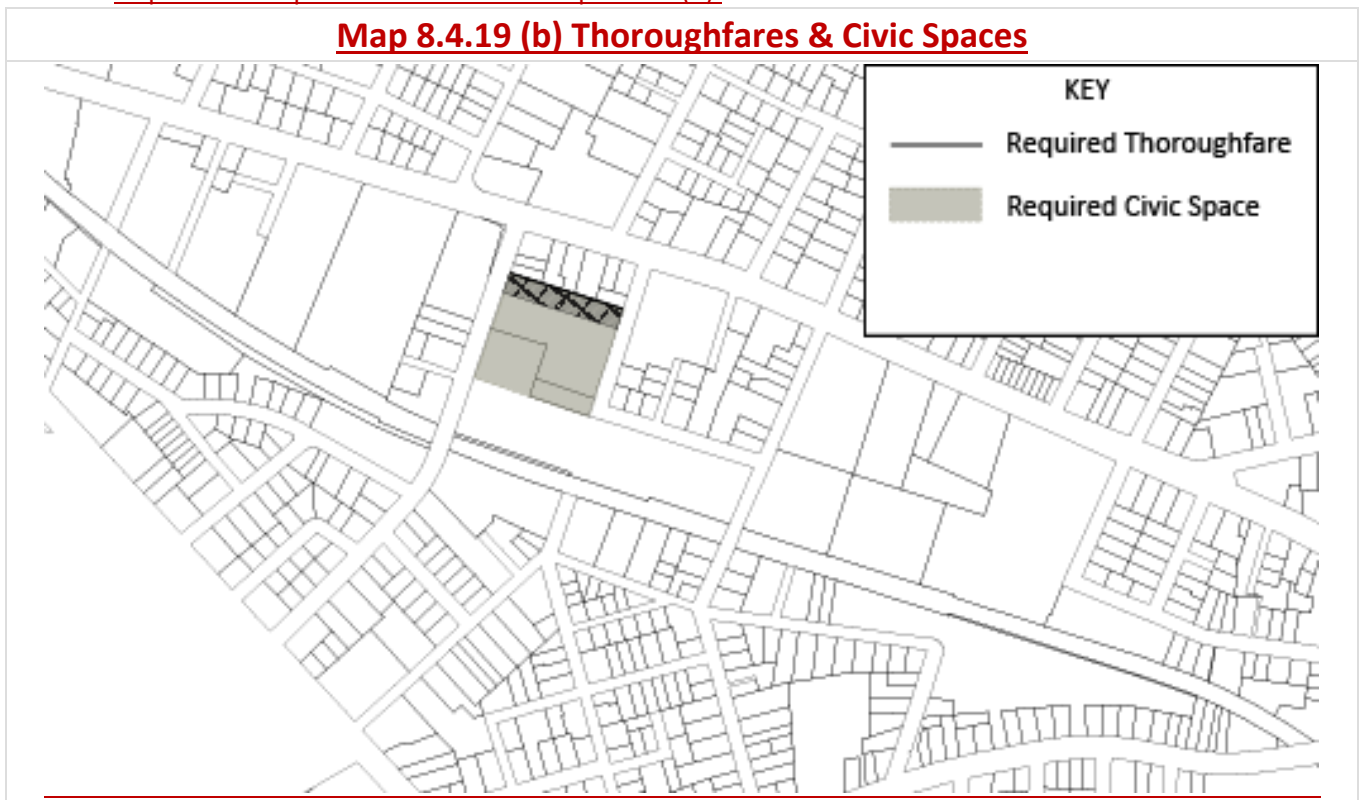 Map 8.4.19 (b) Thoroughfares & Civic Spaces
KEY
Required Thoroughfare
Required Civic Space